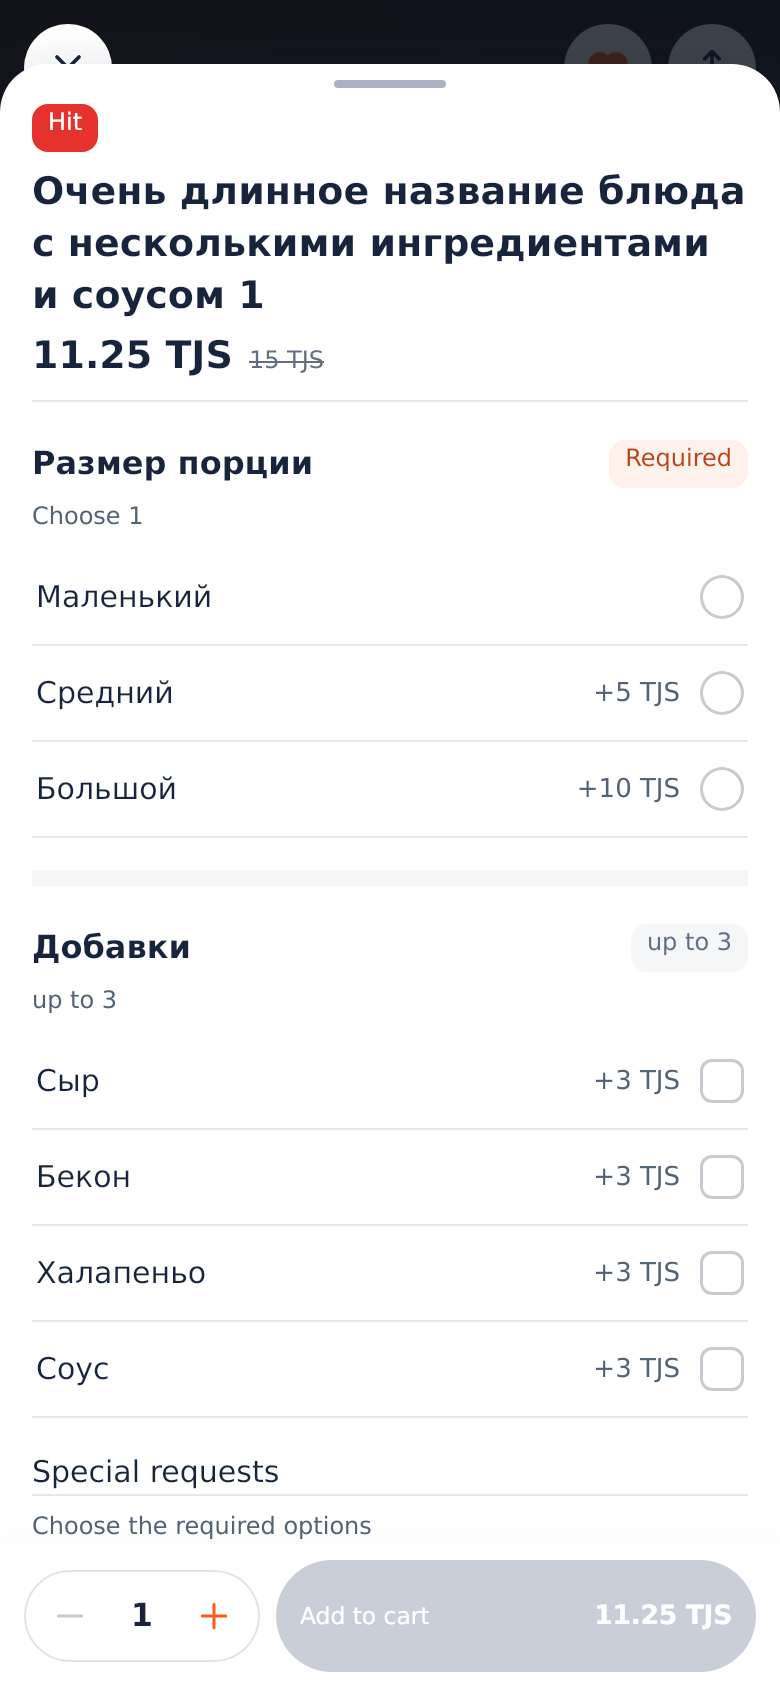 Hit
Очень длинное название блюда
с несколькими ингредиентами
и соусом 1
11.25 TJS 15 TJS
Размер порции Required
Choose 1
Маленький
Средний +5 TJS
Большой +10 TJS
Добавки up to 3
up to 3
Сыр +3 TJS
Бекон +3 TJS
Халапеньо +3 TJS
Соус +3 TJS
Special requests
Choose the required options
1 Add to cart 11.25 TJS